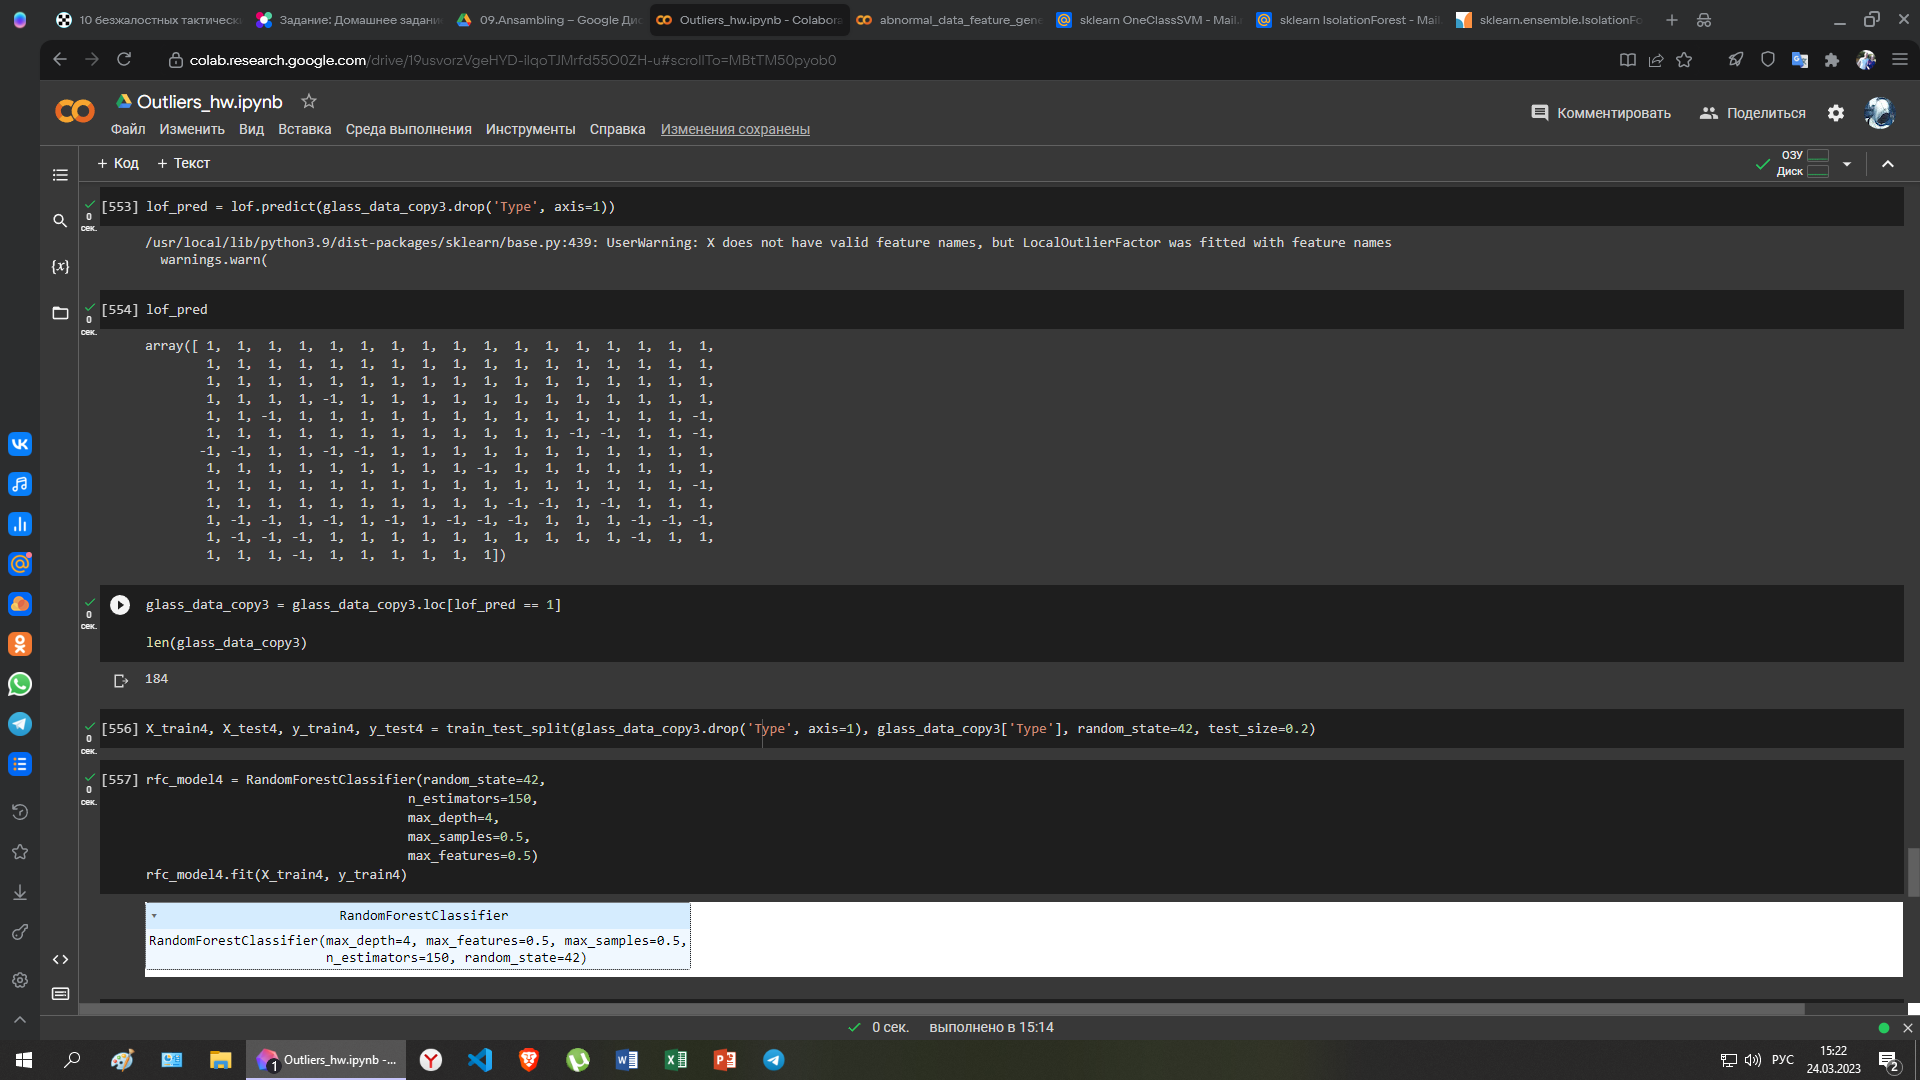 10 безжалостных тактически
Задание: Домашнее задани
09.Ansambling – Google Дис
Outliers_hw.ipynb - Colabora
abnormal_data_feature_gene
sklearn OneClassSVM - Mail.
sklearn IsolationForest - Mail.
sklearn.ensemble.IsolationFo
colab.research.google.com/drive/19usvorzVgeHYD-ilqoTJMrfd55O0ZH-u#scrollTo=MBtTM50pyob0
Outliers_hw.ipynb
Файл Изменить Вид Вставка Среда выполнения Инструменты Справка Изменения сохранены
Комментировать
Поделиться
+ Код + Текст
ОЗУ
Диск
0
сек.
[553] lof_pred = lof.predict(glass_data_copy3.drop('Type', axis=1))
/usr/local/lib/python3.9/dist-packages/sklearn/base.py:439: UserWarning: X does not have valid feature names, but LocalOutlierFactor was fitted with feature names
warnings.warn(
0
сек.
[554] lof_pred
array([ 1, 1, 1, 1, 1, 1, 1, 1, 1, 1, 1, 1, 1, 1, 1, 1, 1,
1, 1, 1, 1, 1, 1, 1, 1, 1, 1, 1, 1, 1, 1, 1, 1, 1,
1, 1, 1, 1, 1, 1, 1, 1, 1, 1, 1, 1, 1, 1, 1, 1, 1,
1, 1, 1, 1, -1, 1, 1, 1, 1, 1, 1, 1, 1, 1, 1, 1, 1,
1, 1, -1, 1, 1, 1, 1, 1, 1, 1, 1, 1, 1, 1, 1, 1, -1,
1, 1, 1, 1, 1, 1, 1, 1, 1, 1, 1, 1, -1, -1, 1, 1, -1,
-1, -1, 1, 1, -1, -1, 1, 1, 1, 1, 1, 1, 1, 1, 1, 1, 1,
1, 1, 1, 1, 1, 1, 1, 1, 1, -1, 1, 1, 1, 1, 1, 1, 1,
1, 1, 1, 1, 1, 1, 1, 1, 1, 1, 1, 1, 1, 1, 1, 1, -1,
1, 1, 1, 1, 1, 1, 1, 1, 1, 1, -1, -1, 1, -1, 1, 1, 1,
1, -1, -1, 1, -1, 1, -1, 1, -1, -1, -1, 1, 1, 1, -1, -1, -1,
1, -1, -1, -1, 1, 1, 1, 1, 1, 1, 1, 1, 1, 1, -1, 1, 1,
1, 1, 1, -1, 1, 1, 1, 1, 1, 1])
0
сек.
glass_data_copy3 = glass_data_copy3.loc[lof_pred == 1]
len(glass_data_copy3)
184
0
сек.
[556] X_train4, X_test4, y_train4, y_test4 = train_test_split(glass_data_copy3.drop('Type', axis=1), glass_data_copy3['Type'], random_state=42, test_size=0.2)
0
сек.
[557] rfc_model4 = RandomForestClassifier(random_state=42,
n_estimators=150,
max_depth=4,
max_samples=0.5,
max_features=0.5)
rfc_model4.fit(X_train4, y_train4)
RandomForestClassifier
RandomForestClassifier(max_depth=4, max_features=0.5, max_samples=0.5,
n_estimators=150, random_state=42)
0 сек. выполнено в 15:14
1
Outliers_hw.ipynb -...
РУС
15:22
24.03.2023
2